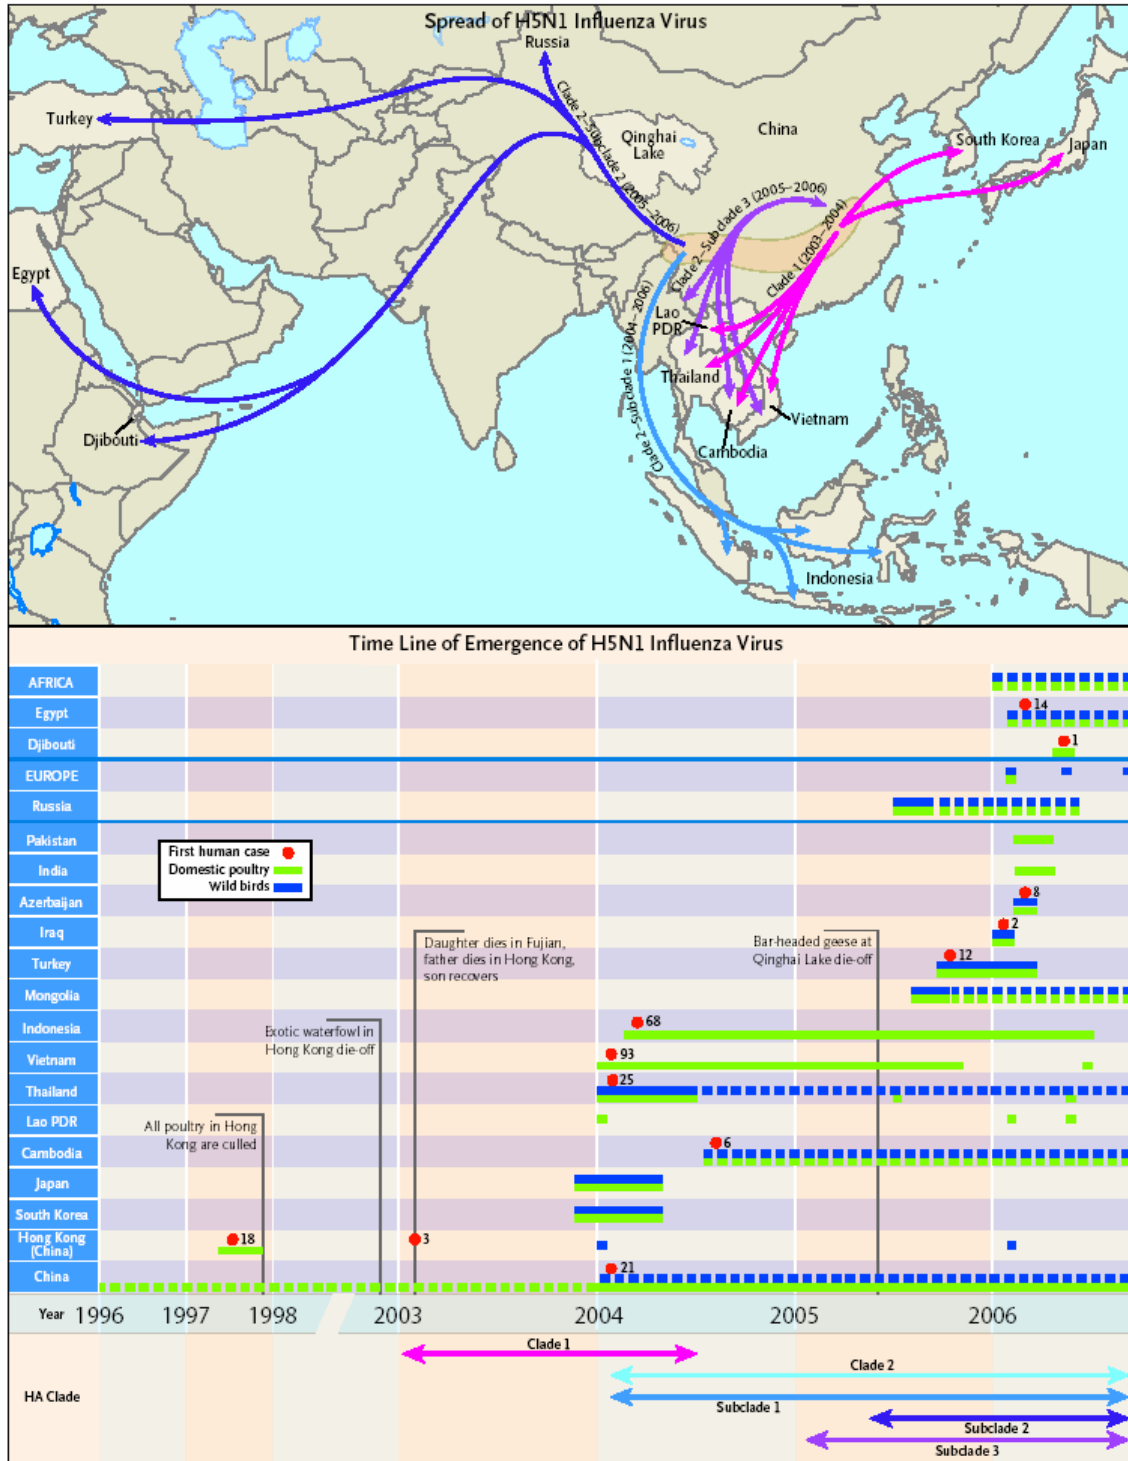 Spread of H5N1 Influenza Virus
Russia
Turkey
Clade 2–Subclade 2 (2005–2006)
Qinghai
Lake
China
South Korea
Japan
Clade 2–Subclade 3 (2005–2006)
Clade 1 (2003–2004)
Egypt
Lao
PDR
Clade 2–Subclade 1 (2004–2006)
Thailand
Vietnam
Djibouti
Cambodia
Indonesia
Time Line of Emergence of H5N1 Influenza Virus
AFRICA
Egypt
14
Djibouti
1
EUROPE
Russia
Pakistan
First human case
Domestic poultry
Wild birds
India
Azerbaijan
8
Iraq
2
Daughter dies in Fujian,
father dies in Hong Kong,
son recovers
Bar-headed geese at
Qinghai Lake die-off
Turkey
12
Mongolia
Indonesia
68
Exotic waterfowl in
Hong Kong die-off
Vietnam
93
Thailand
25
Lao PDR
All poultry in Hong
Kong are culled
Cambodia
6
Japan
South Korea
Hong Kong
(China)
18
3
China
21
Year 1996 1997 1998 2003 2004 2005 2006
Clade 1
Clade 2
HA Clade
Subclade 1
Subclade 2
Subclade 3